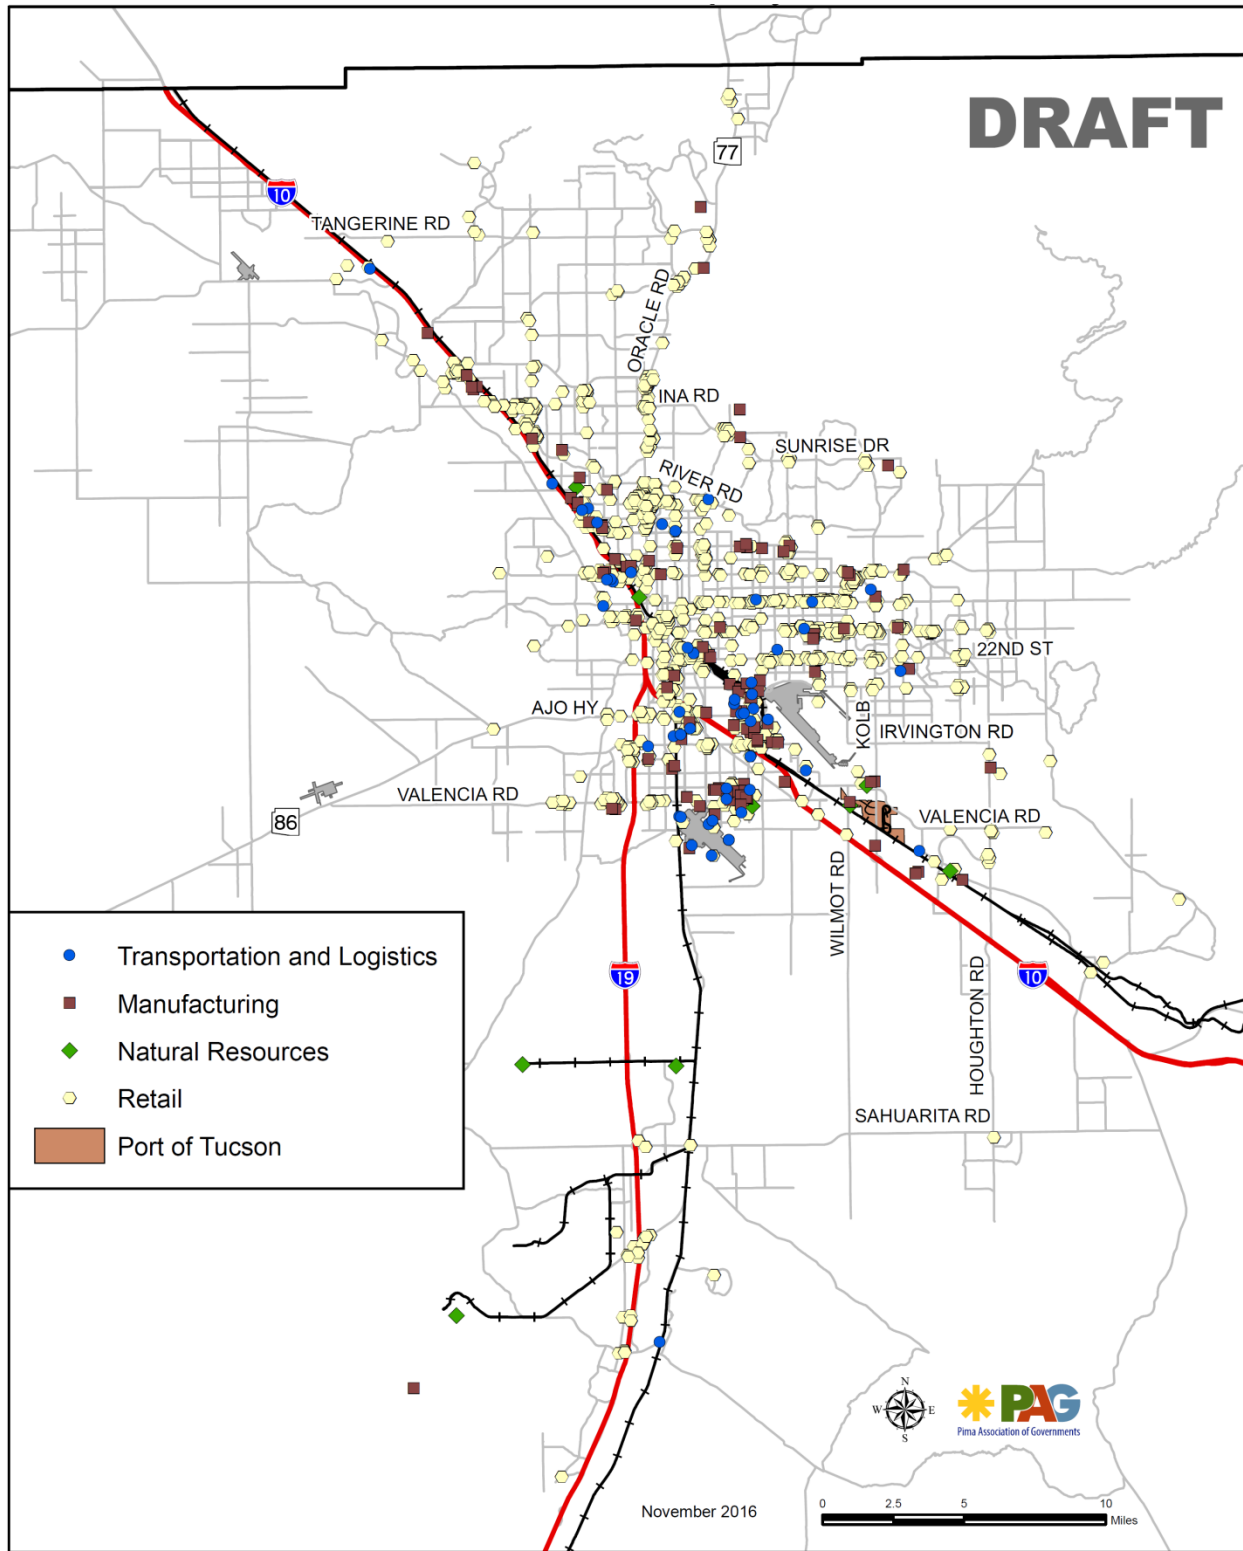 DRAFT
77
10
TANGERINE RD
ORACLE RD
INA RD
SUNRISE DR
RIVER RD
22ND ST
AJO HY
KOLB
IRVINGTON RD
VALENCIA RD
86
VALENCIA RD
WILMOT RD
HOUGHTON RD
19
10
SAHUARITA RD
Transportation and Logistics
Manufacturing
Natural Resources
Retail
Port of Tucson
N
W E
S
PAG
Pima Association of Governments
November 2016
0 2.5 5 10
Miles